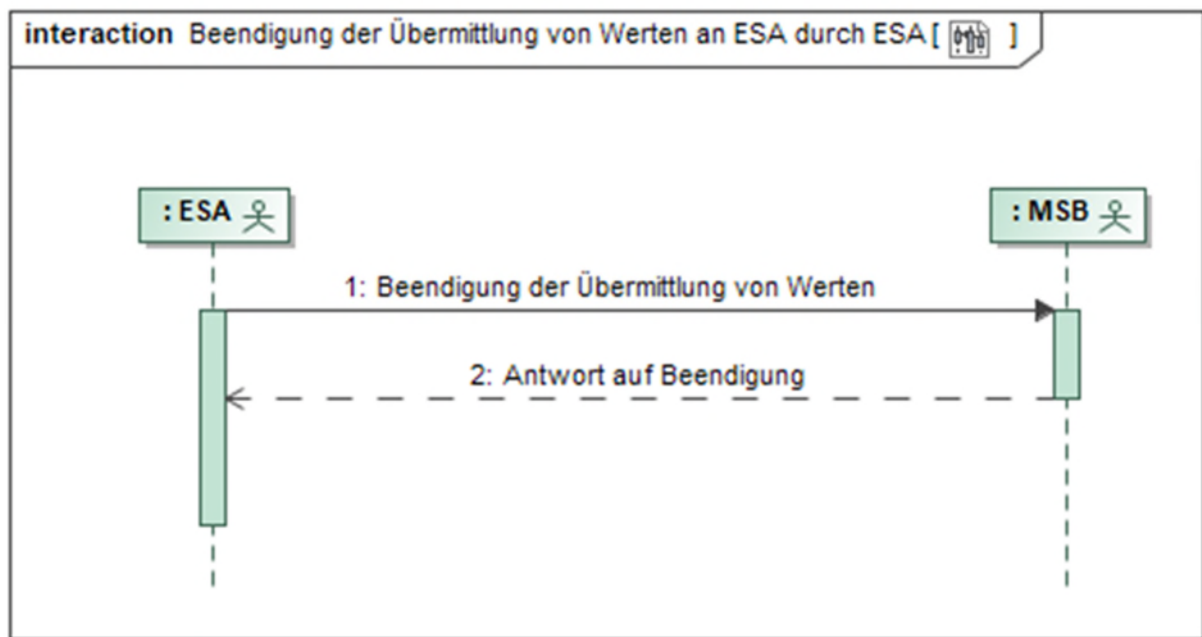 interaction Beendigung der Übermittlung von Werten an ESA durch ESA [ ]
: ESA
: MSB
1: Beendigung der Übermittlung von Werten
2: Antwort auf Beendigung